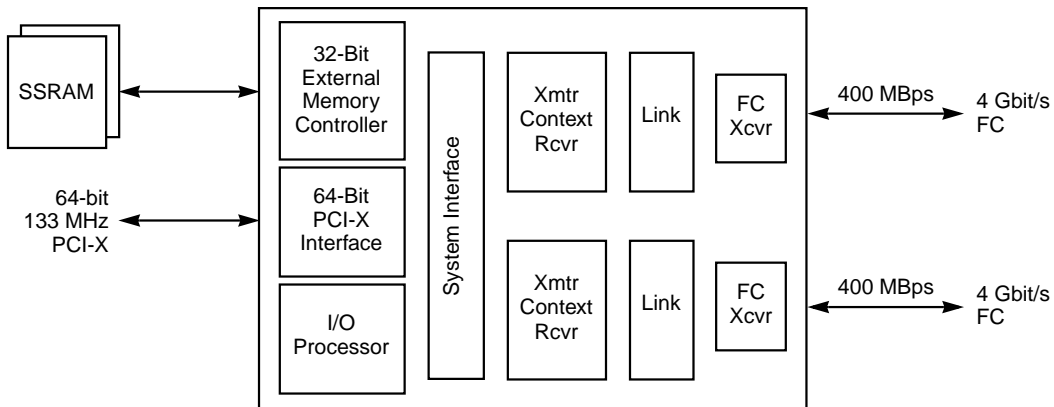 SSRAM
64-bit
133 MHz
PCI-X
32-Bit
External
Memory
Controller
64-Bit
PCI-X
Interface
I/O
Processor
System Interface
Xmtr
Context
Rcvr
Link
FC
Xcvr
400 MBps
4 Gbit/s
FC
Xmtr
Context
Rcvr
Link
FC
Xcvr
400 MBps
4 Gbit/s
FC